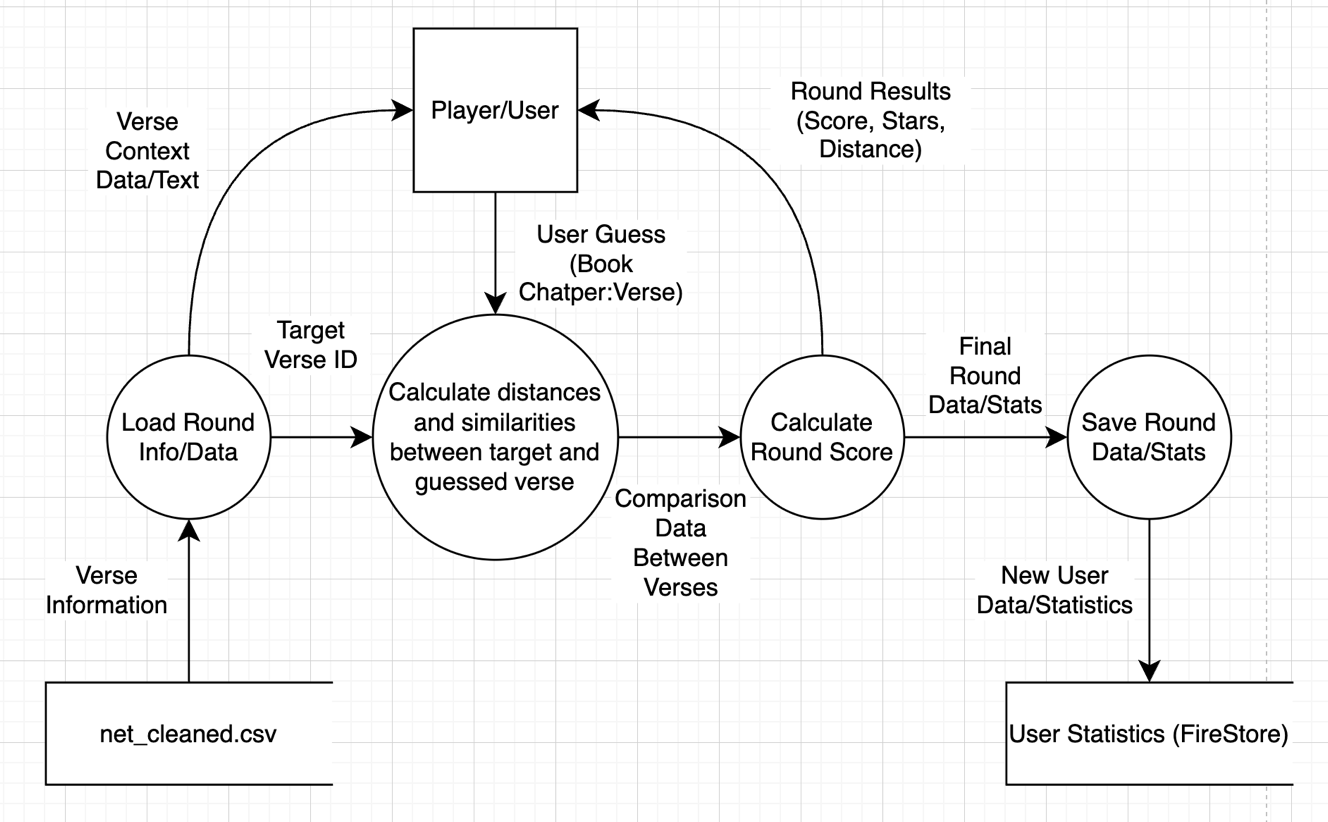 Player/User
Round Results
(Score, Stars,
Distance)
Verse
Context
Data/Text
User Guess
(Book
Chatper:Verse)
Target
Verse ID
Final
Round
Data/Stats
Load Round
Info/Data
Calculate distances
and similarities
between target and
guessed verse
Calculate
Round Score
Save Round
Data/Stats
Comparison
Data
Between
Verses
Verse
Information
New User
Data/Statistics
net_cleaned.csv
User Statistics (FireStore)